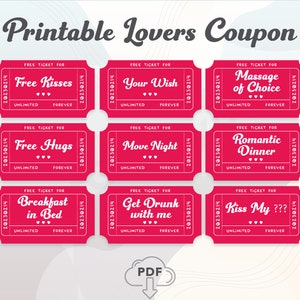 Printable Lovers Coupon
FREE TICKET FOR
Free Kisses
UNLIMITED FOREVER
FREE TICKET FOR
Your Wish
UNLIMITED FOREVER
FREE TICKET FOR
Massage
of Choice
UNLIMITED FOREVER
FREE TICKET FOR
Free Hugs
UNLIMITED FOREVER
FREE TICKET FOR
Move Night
UNLIMITED FOREVER
FREE TICKET FOR
Romantic
Dinner
UNLIMITED FOREVER
FREE TICKET FOR
Breakfast
in Bed
UNLIMITED FOREVER
FREE TICKET FOR
Get Drunk
with me
UNLIMITED FOREVER
FREE TICKET FOR
Kiss My ???
UNLIMITED FOREVER
PDF